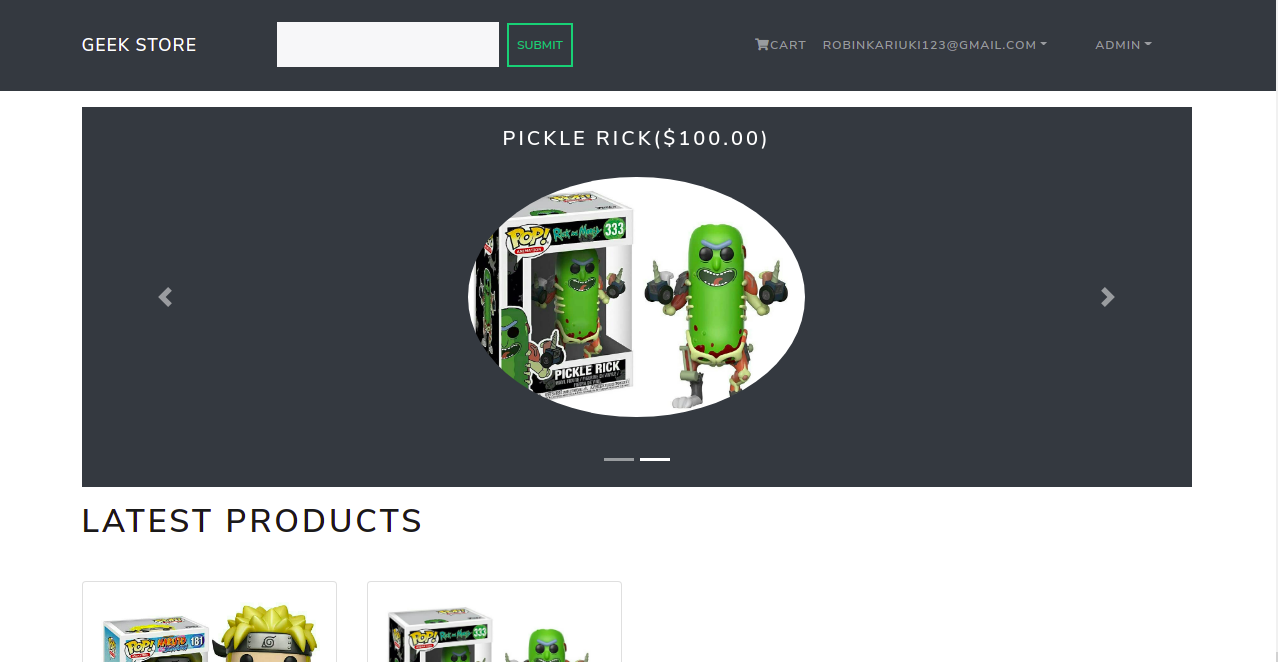 GEEK STORE
SUBMIT
CART
ROBINKARIUKI123@GMAIL.COM
ADMIN
PICKLE RICK($100.00)
POP!
ANIMATION
Rick and Morty
333
PICKLE RICK
LATEST PRODUCTS
POP!
NARUTO
181
POP!
Rick and Morty
333